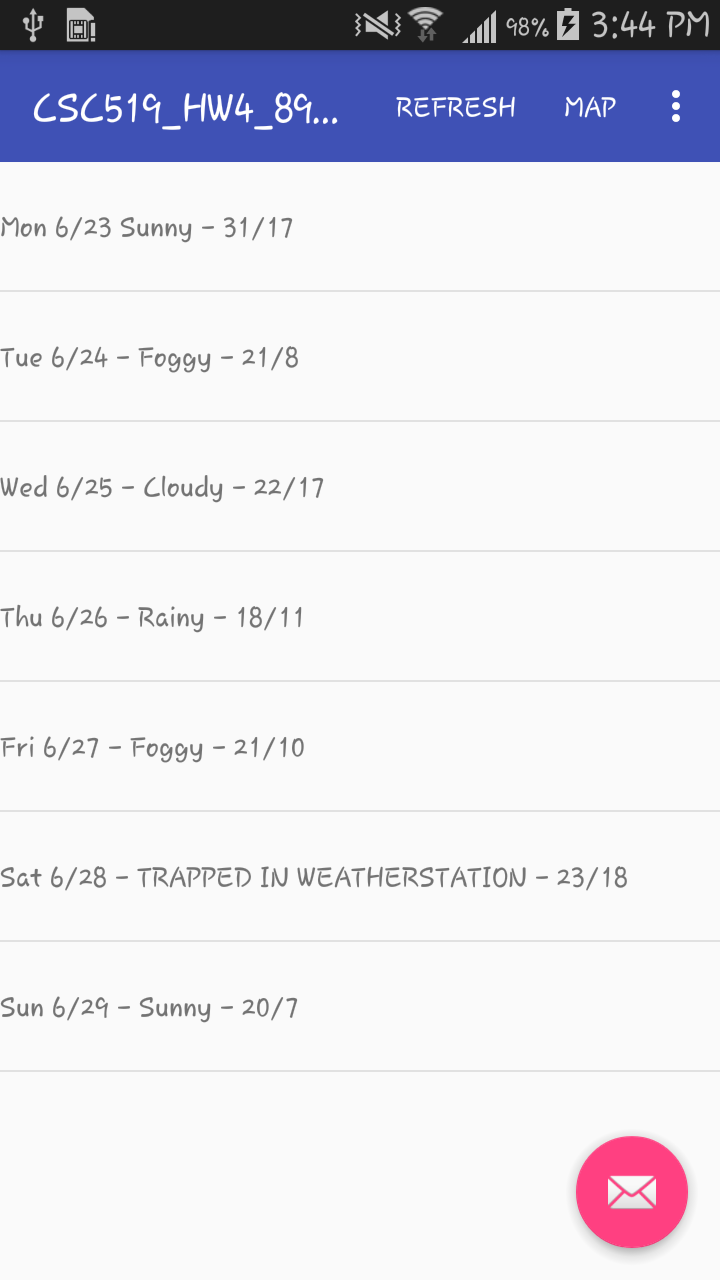 98% 3:44 PM
CSC519_HW4_89... REFRESH MAP
Mon 6/23 Sunny - 31/17
Tue 6/24 - Foggy - 21/8
Wed 6/25 - Cloudy - 22/17
Thu 6/26 - Rainy - 18/11
Fri 6/27 - Foggy - 21/10
Sat 6/28 - TRAPPED IN WEATHERSTATION - 23/18
Sun 6/29 - Sunny - 20/7